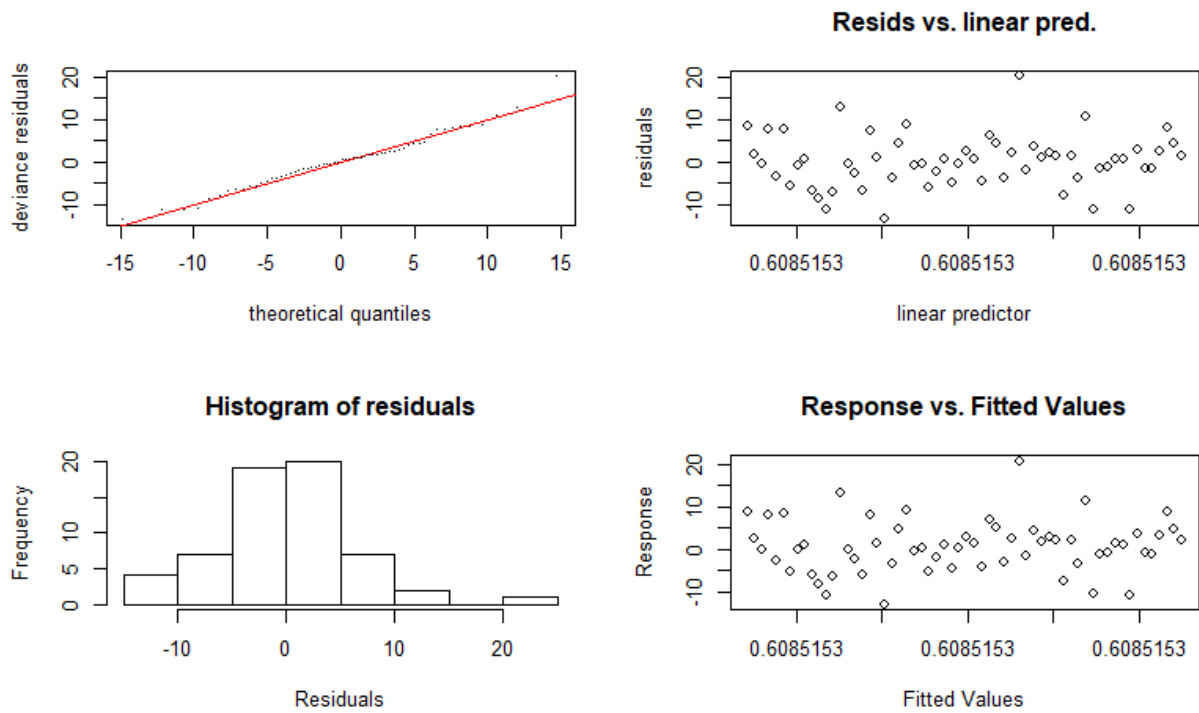 deviance residuals
20
10
0
-10
-15 -10 -5 0 5 10 15
theoretical quantiles
Resids vs. linear pred.
residuals
20
10
0
-10
0.6085153 0.6085153 0.6085153
linear predictor
Histogram of residuals
Frequency
20
10
5
0
-10 0 10 20
Residuals
Response vs. Fitted Values
Response
20
10
0
-10
0.6085153 0.6085153 0.6085153
Fitted Values